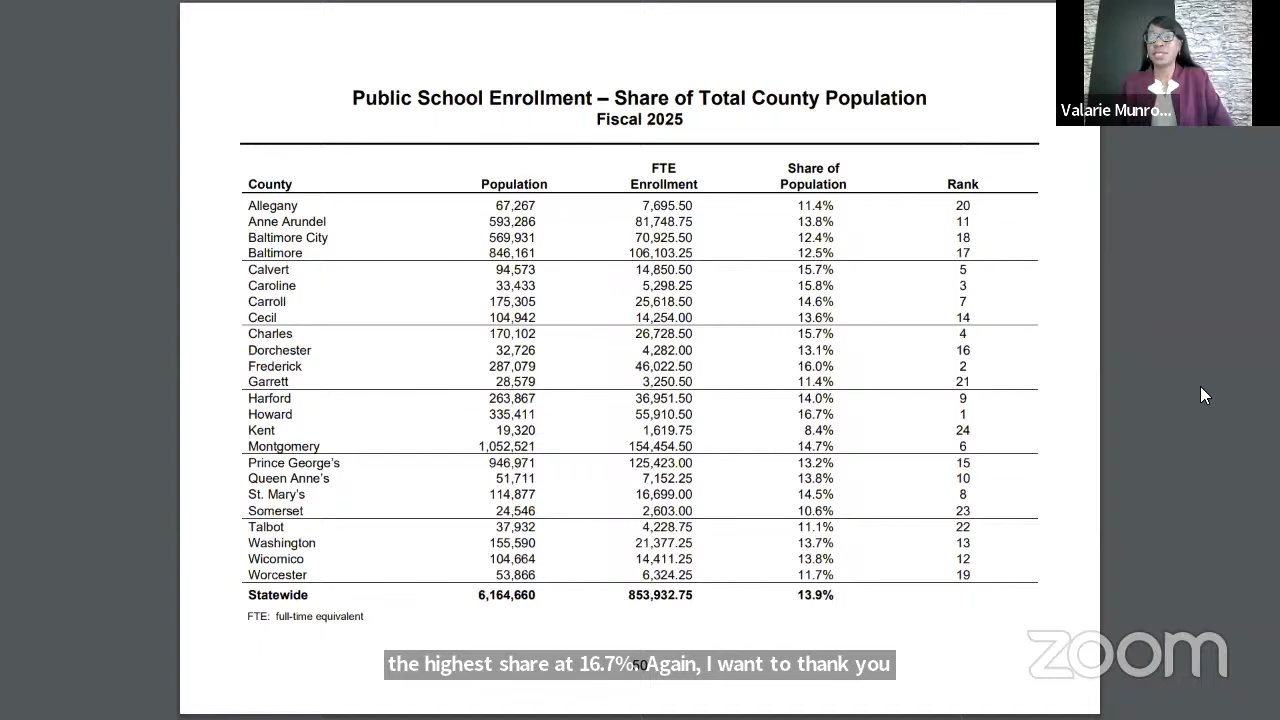 Public School Enrollment – Share of Total County Population
Fiscal 2025
County Population FTE Enrollment Share of Population Rank
Allegany 67,267 7,695.50 11.4% 20
Anne Arundel 593,286 81,748.75 13.8% 11
Baltimore City 569,931 70,925.50 12.4% 18
Baltimore 846,161 106,103.25 12.5% 17
Calvert 94,573 14,850.50 15.7% 5
Caroline 33,433 5,298.25 15.8% 3
Carroll 175,305 25,618.50 14.6% 7
Cecil 104,942 14,254.00 13.6% 14
Charles 170,102 26,728.50 15.7% 4
Dorchester 32,726 4,282.00 13.1% 16
Frederick 287,079 46,022.50 16.0% 2
Garrett 28,579 3,250.50 11.4% 21
Harford 263,867 36,951.50 14.0% 9
Howard 335,411 55,910.50 16.7% 1
Kent 19,320 1,619.75 8.4% 24
Montgomery 1,052,521 154,454.50 14.7% 6
Prince George's 946,971 125,423.00 13.2% 15
Queen Anne's 51,711 7,152.25 13.8% 10
St. Mary's 114,877 16,699.00 14.5% 8
Somerset 24,546 2,603.00 10.6% 23
Talbot 37,932 4,228.75 11.1% 22
Washington 155,590 21,377.25 13.7% 13
Wicomico 104,664 14,411.25 13.8% 12
Worcester 53,866 6,324.25 11.7% 19
Statewide 6,164,660 853,932.75 13.9%
FTE: full-time equivalent
the highest share at 16.7%. Again, I want to thank you
Valarie Munro...
zoom